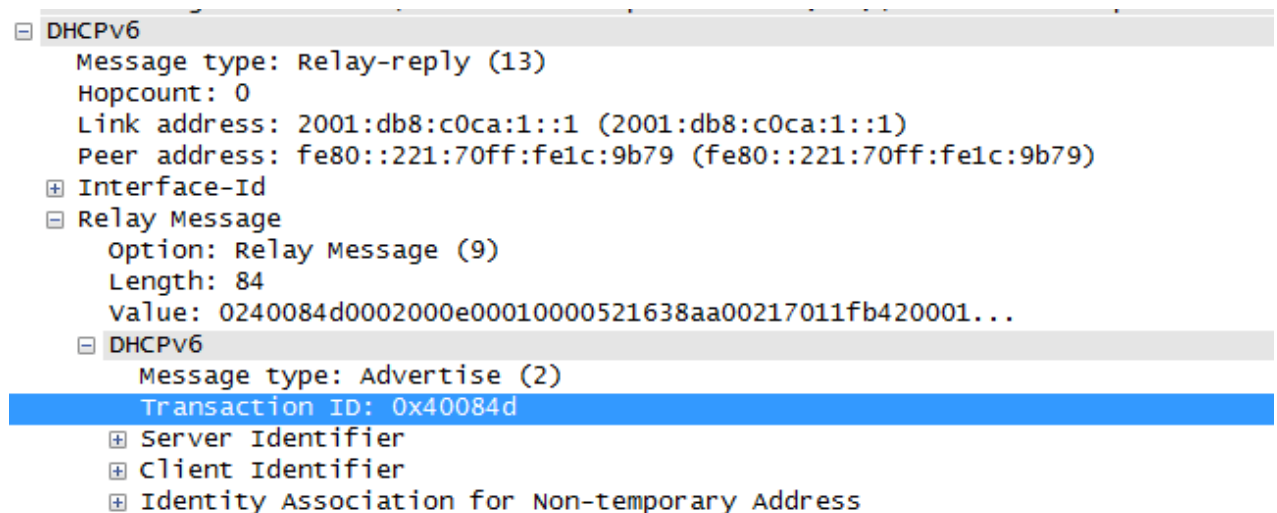 DHCPv6
Message type: Relay-reply (13)
Hopcount: 0
Link address: 2001:db8:c0ca:1::1 (2001:db8:c0ca:1::1)
Peer address: fe80::221:70ff:fe1c:9b79 (fe80::221:70ff:fe1c:9b79)
Interface-Id
Relay Message
Option: Relay Message (9)
Length: 84
Value: 0240084d0002000e00010000521638aa00217011fb420001...
DHCPv6
Message type: Advertise (2)
Transaction ID: 0x40084d
Server Identifier
Client Identifier
Identity Association for Non-temporary Address